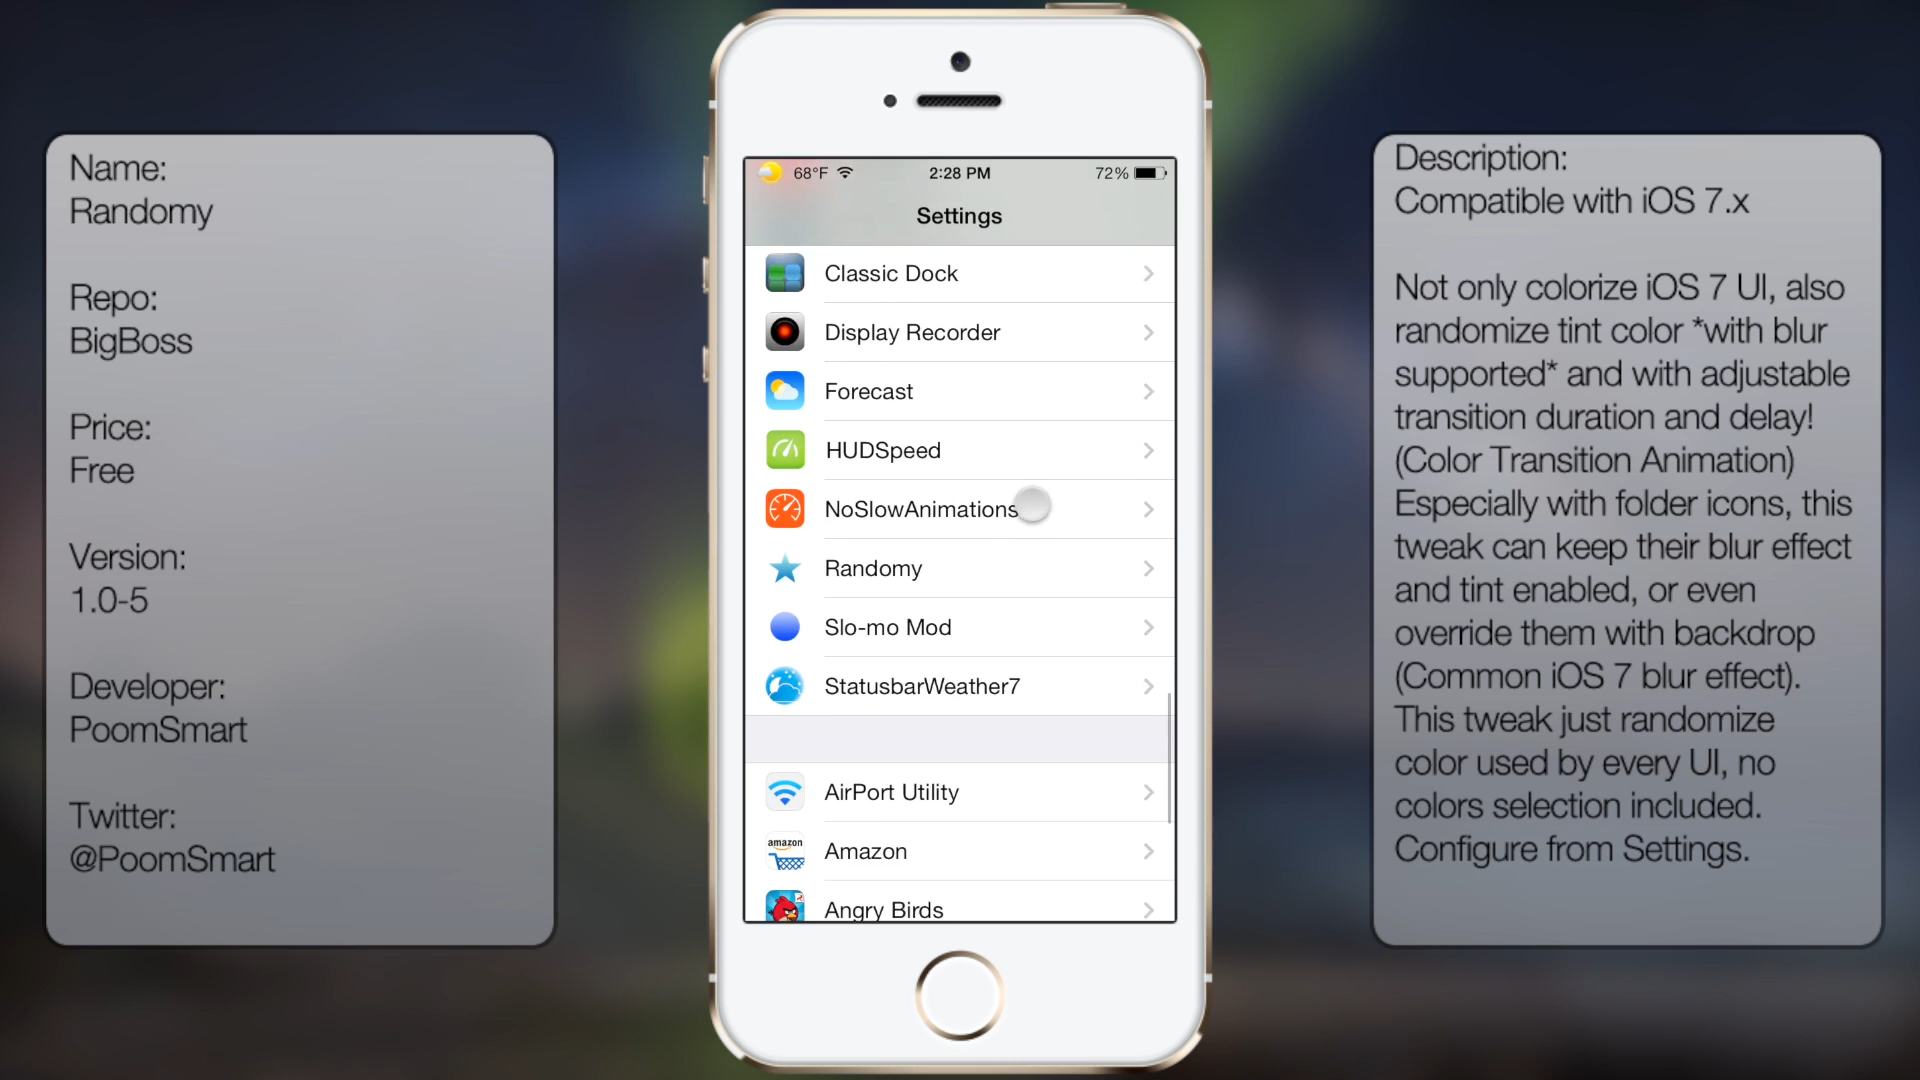 Name:
Randomy
Repo:
BigBoss
Price:
Free
Version:
1.0-5
Developer:
PoomSmart
Twitter:
@PoomSmart
68°F
2:28 PM
72%
Settings
Classic Dock
Display Recorder
Forecast
HUDSpeed
NoSlowAnimations
Randomy
Slo-mo Mod
StatusbarWeather7
AirPort Utility
amazon
Amazon
Angry Birds
Description:
Compatible with iOS 7.x
Not only colorize iOS 7 UI, also
randomize tint color *with blur
supported* and with adjustable
transition duration and delay!
(Color Transition Animation)
Especially with folder icons, this
tweak can keep their blur effect
and tint enabled, or even
override them with backdrop
(Common iOS 7 blur effect).
This tweak just randomize
color used by every UI, no
colors selection included.
Configure from Settings.